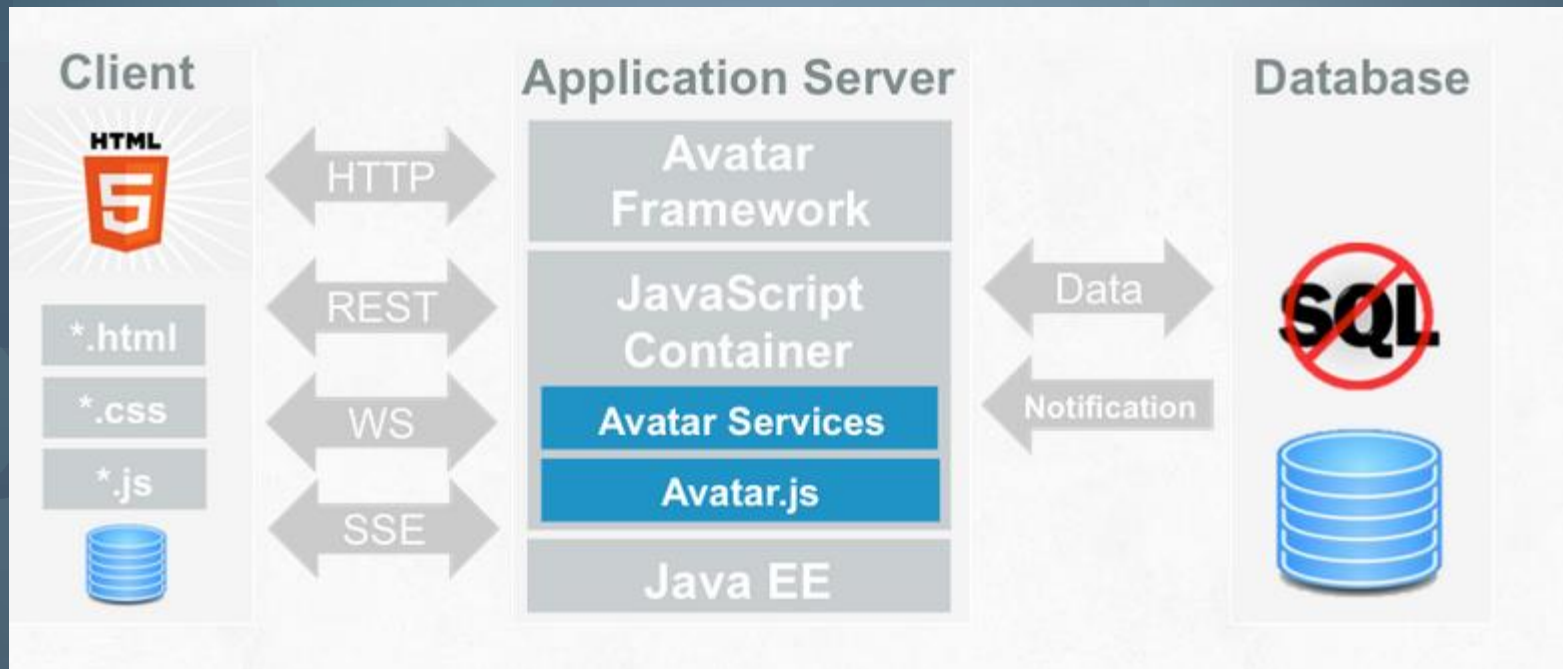 Client
HTML
5
*.html
*.css
*.js
HTTP
REST
WS
SSE
Application Server
Avatar
Framework
JavaScript
Container
Avatar Services
Avatar.js
Java EE
Data
Notification
Database
SQL